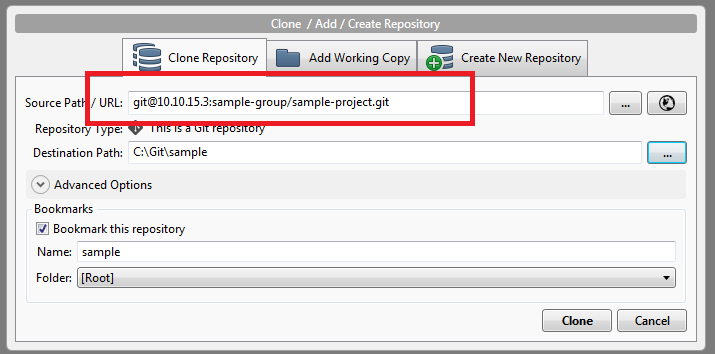 Clone / Add / Create Repository
Clone Repository
Add Working Copy
Create New Repository
Source Path / URL: git@10.10.15.3:sample-group/sample-project.git ...
Repository Type: This is a Git repository
Destination Path: C:\Git\sample ...
Advanced Options
Bookmarks
Bookmark this repository
Name: sample
Folder: [Root]
Clone Cancel